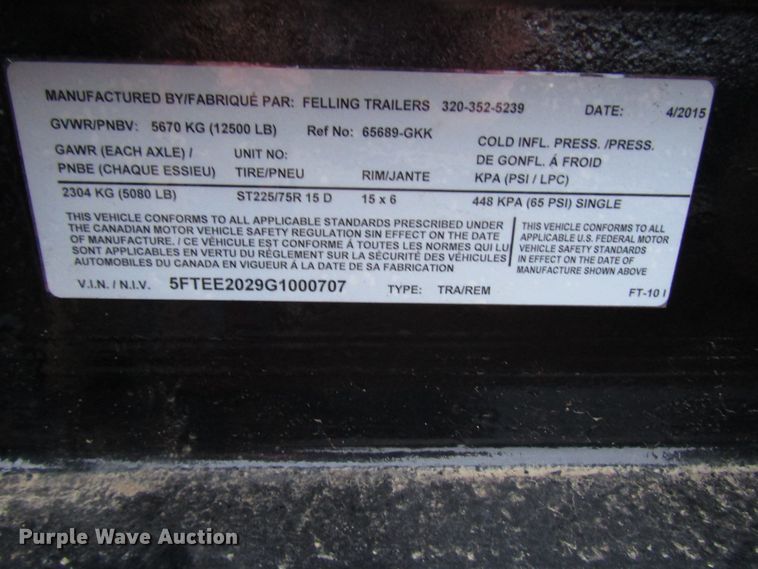 MANUFACTURED BY/FABRIQUÉ PAR: FELLING TRAILERS 320-352-5239 DATE: 4/2015
GVWR/PNBV: 5670 KG (12500 LB) Ref No: 65689-GKK
COLD INFL. PRESS. /PRESS.
GAWR (EACH AXLE) / UNIT NO:
DE GONFL. Á FROID
PNBE (CHAQUE ESSIEU) TIRE/PNEU RIM/JANTE KPA (PSI / LPC)
2304 KG (5080 LB) ST225/75R 15 D 15 x 6 448 KPA (65 PSI) SINGLE
THIS VEHICLE CONFORMS TO ALL APPLICABLE STANDARDS PRESCRIBED UNDER
THE CANADIAN MOTOR VEHICLE SAFETY REGULATION SIN EFFECT ON THE DATE
OF MANUFACTURE. / CE VÉHICULE EST CONFORME Á TOUTES LES NORMES QUI LU
SONT APPLICABLES EN VERTU DU RÉGLEMENT SUR LA SÉCURITÉ DES VÉHICULES
AUTOMOBILES DU CANADA EN VIGUEUR Á LA DATE DE SA FABRICATION
THIS VEHICLE CONFORMS TO ALL
APPLICABLE U.S. FEDERAL MOTOR
VEHICLE SAFETY STANDARDS
IN EFFECT ON THE DATE OF
MANUFACTURE SHOWN ABOVE
V.I.N. / N.I.V. 5FTEE2029G1000707 TYPE: TRA/REM FT-10 I
Purple Wave Auction